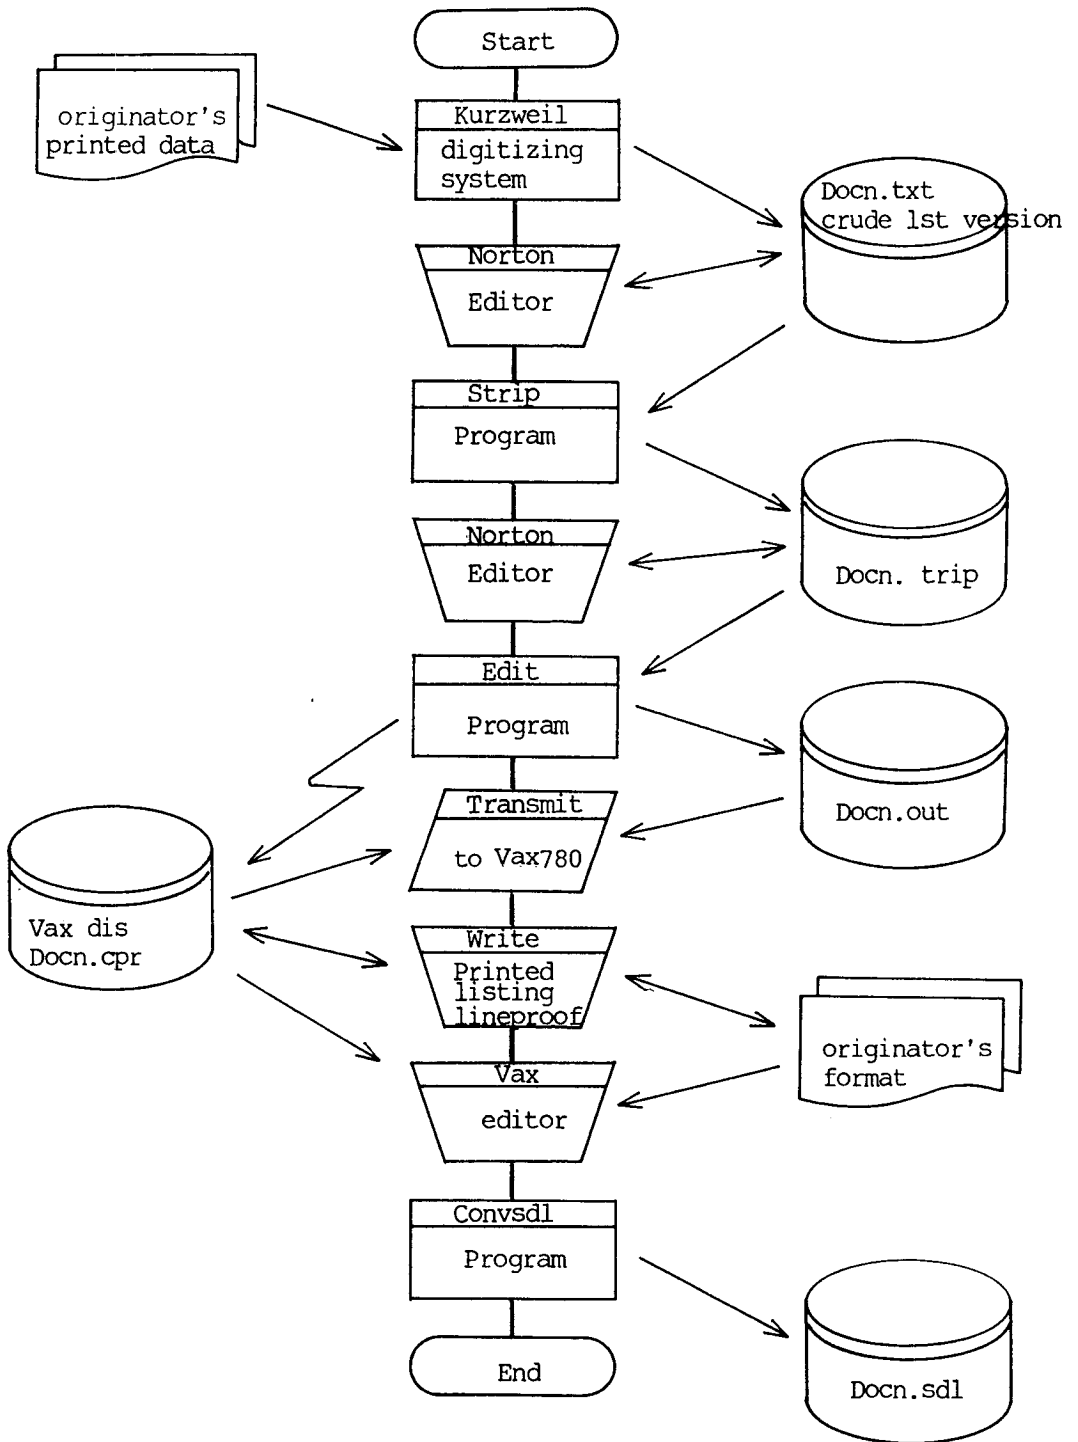 Start
originator's
printed data
Kurzweil
digitizing
system
Docn.txt
crude 1st version
Norton
Editor
Strip
Program
Norton
Editor
Docn. trip
Edit
Program
Docn.out
Transmit
to Vax780
Vax dis
Docn.cpr
Write
Printed
listing
lineproof
originator's
format
Vax
editor
Convsdl
Program
Docn.sdl
End